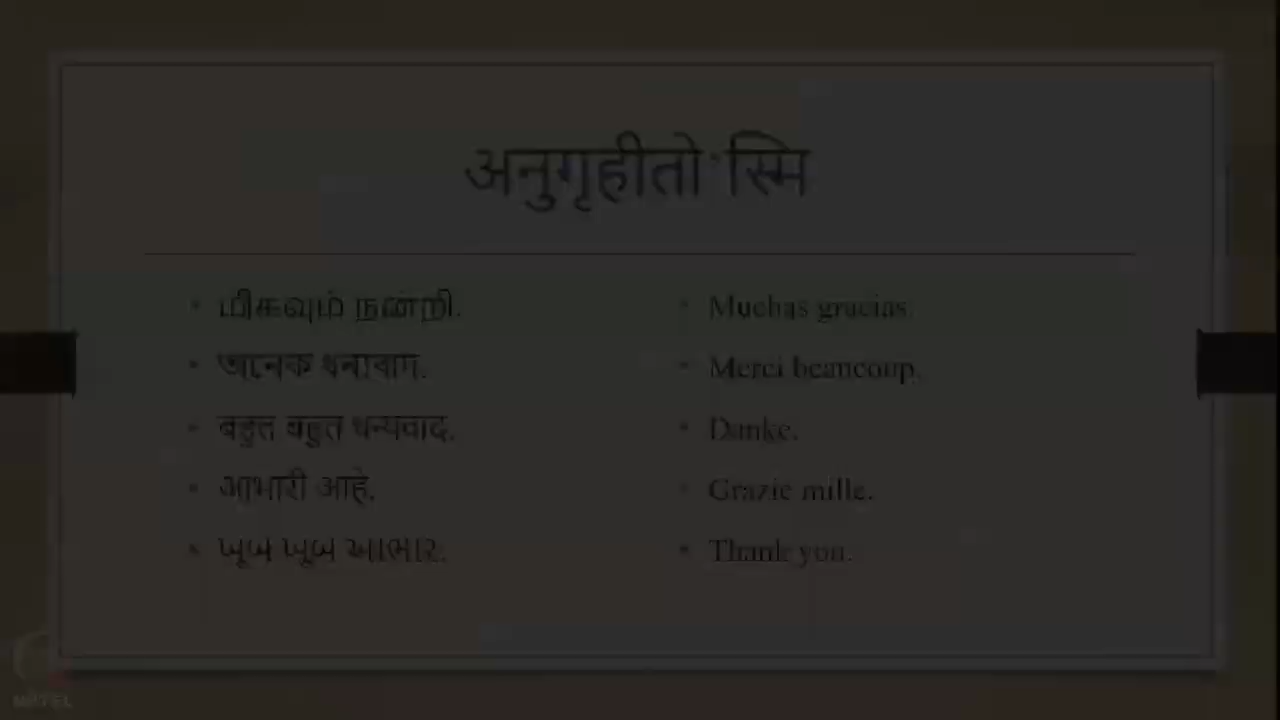 अनुगृहीतो'स्मि
மிகவும் நன்றி.
অনেক ধন্যবাদ.
बहुत बहुत धन्यवाद.
आभारी आहे.
ખૂબ ખૂબ આભાર.
Muchas gracias.
Merci beaucoup.
Danke.
Grazie mille.
Thank you.
NPTEL